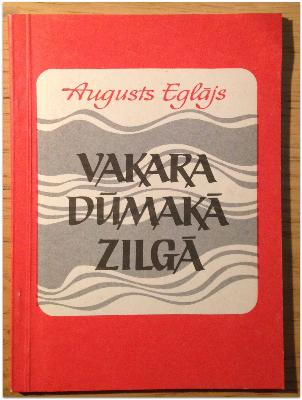 Augusts Eglājs
VAKARA
DŪMAKĀ
ZILGĀ